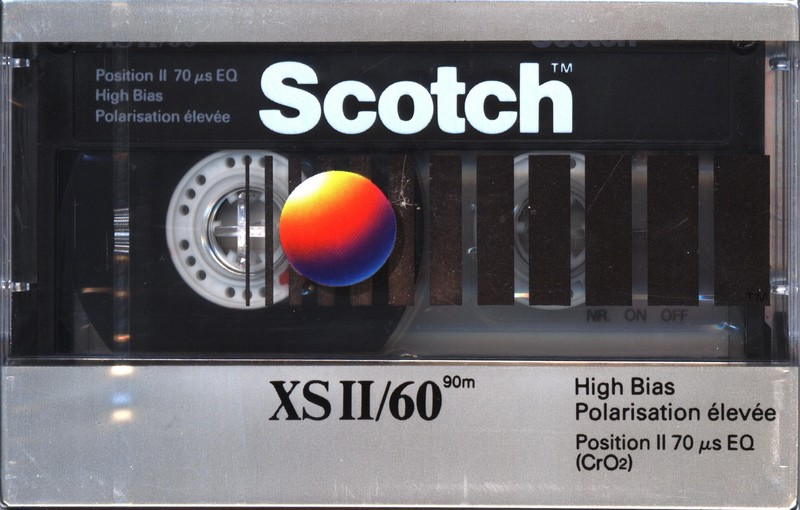 Position II 70 µs EQ
High Bias
Polarisation élevée
Scotch™
TM
NR. ON OFF
XS II/60 90m
High Bias
Polarisation élevée
Position II 70 µs EQ
(CrO2)